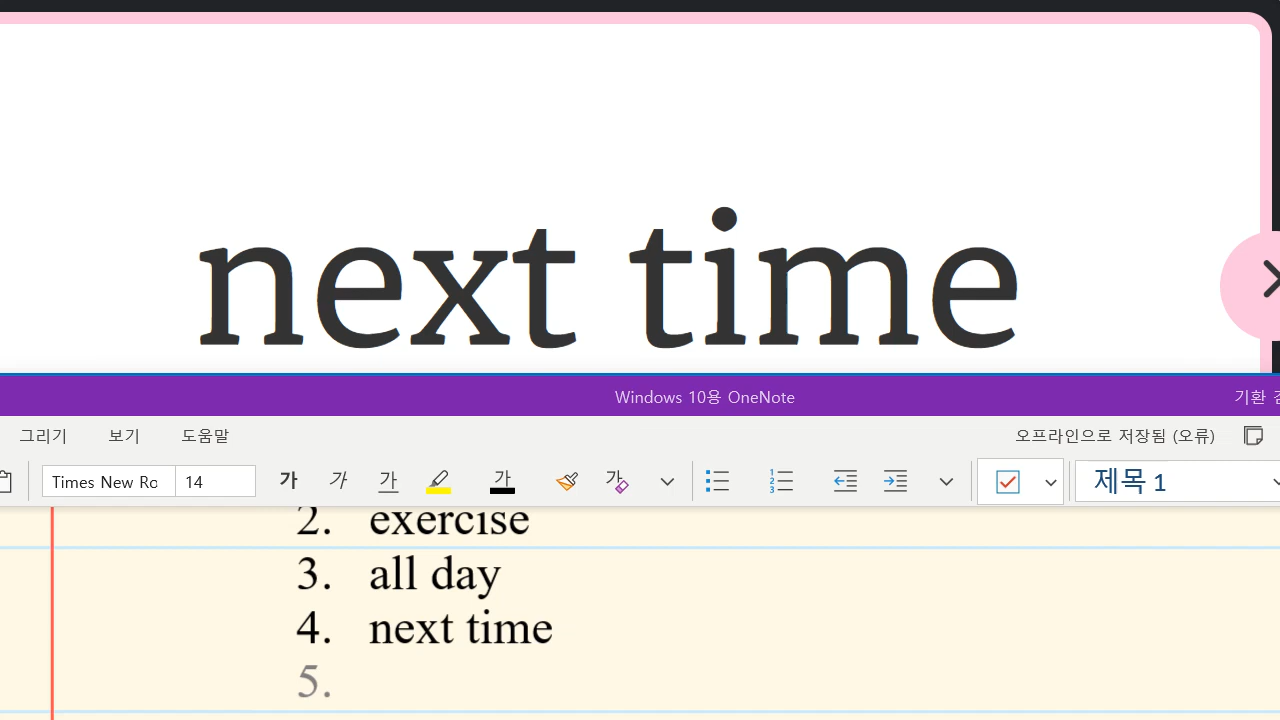 next time
Windows 10용 OneNote
기환
그리기 보기 도움말 오프라인으로 저장됨 (오류)
Times New Ro 14 가 가 가 가 가 제목 1
2. exercise
3. all day
4. next time
5.